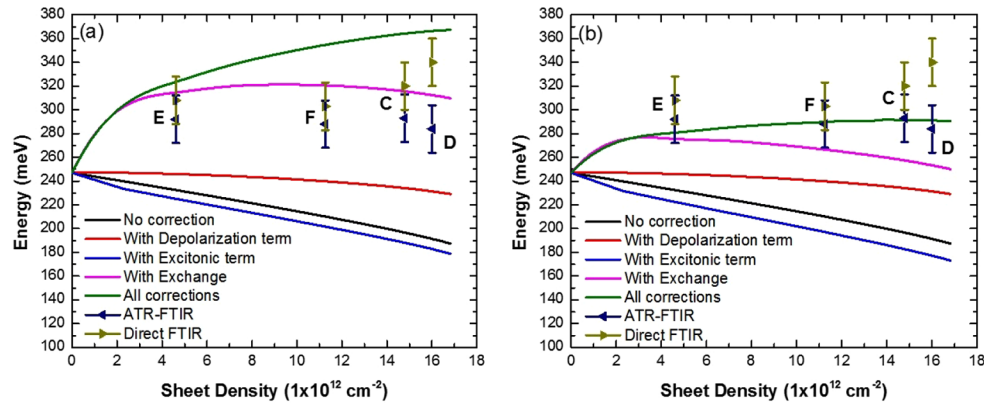 (a)
Energy (meV)
380
360
340
320
300
280
260
240
220
200
180
160
140
120
100
E
F
C
D
No correction
With Depolarization term
With Excitonic term
With Exchange
All corrections
ATR-FTIR
Direct FTIR
0 2 4 6 8 10 12 14 16 18
Sheet Density (1x10¹² cm⁻²)
(b)
Energy (meV)
380
360
340
320
300
280
260
240
220
200
180
160
140
120
100
E
F
C
D
No correction
With Depolarization term
With Excitonic term
With Exchange
All corrections
ATR-FTIR
Direct FTIR
0 2 4 6 8 10 12 14 16 18
Sheet Density (1x10¹² cm⁻²)